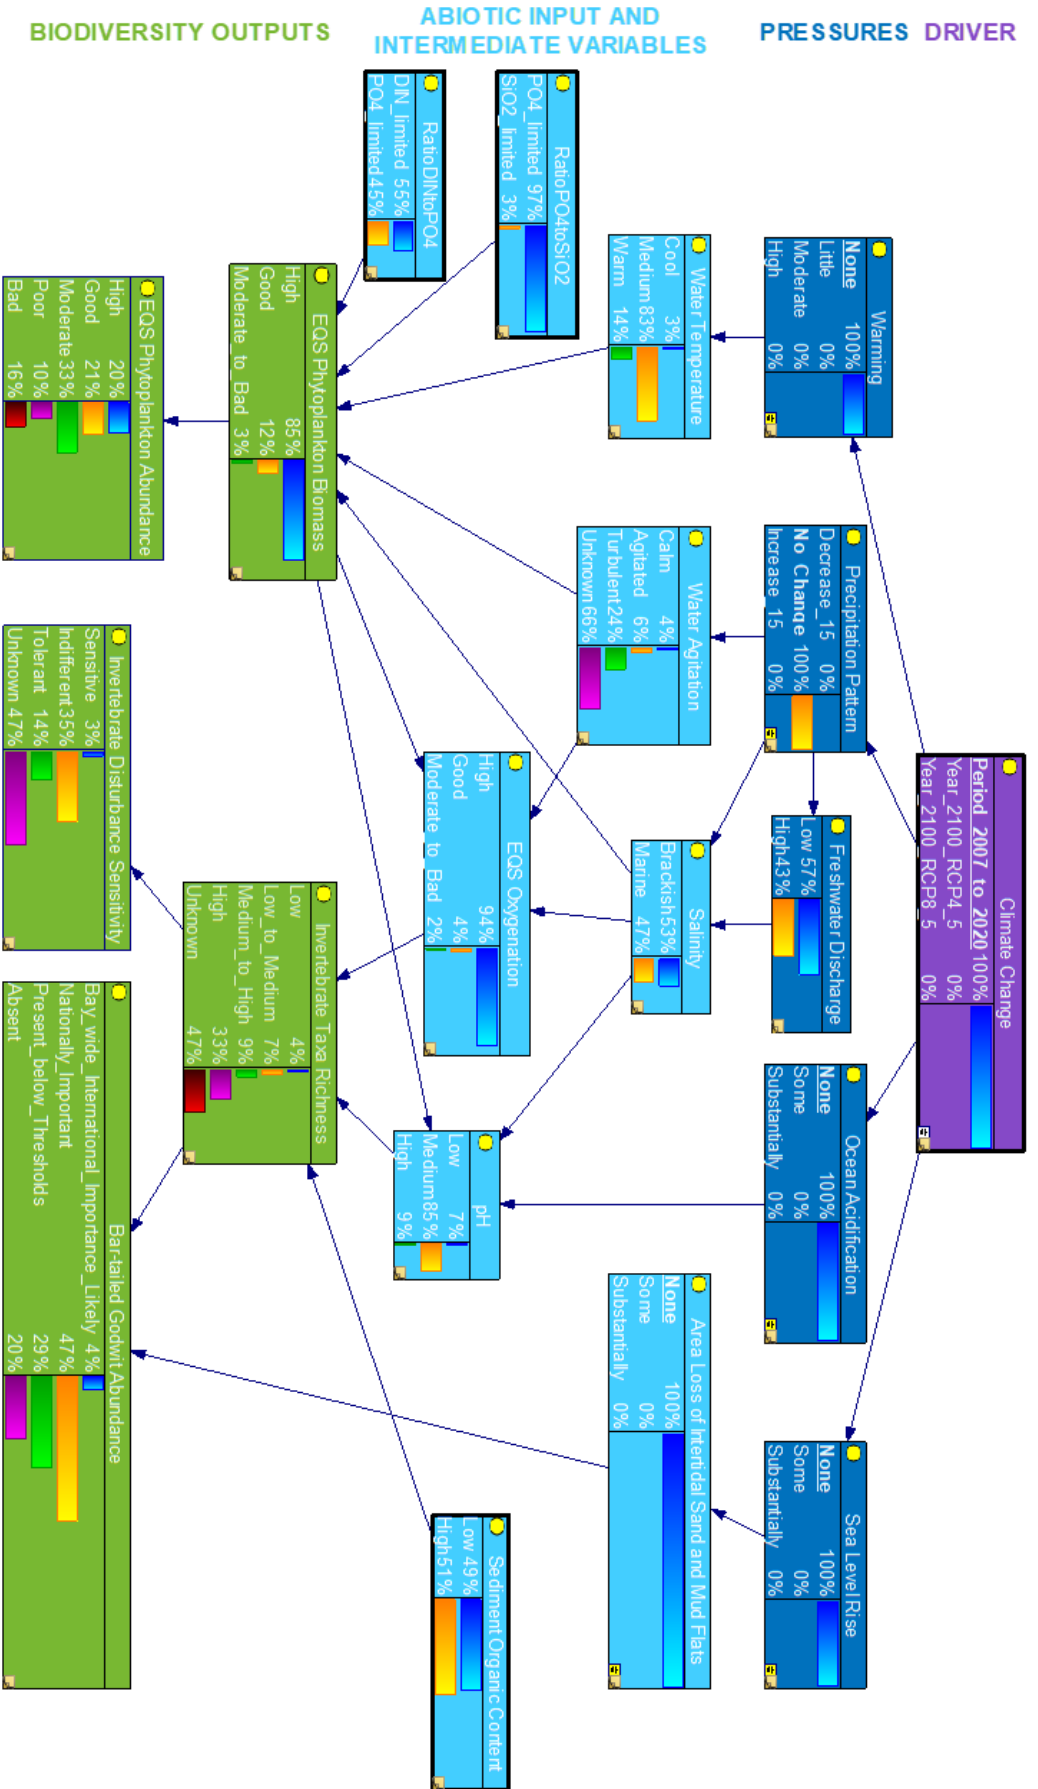 BIODIVERSITY OUTPUTS
ABIOTIC INPUT AND
INTERMEDIATE VARIABLES
PRESSURES
DRIVER
Climate Change
Period_2007_to_2020 100%
Year_2100_RCP4_5 0%
Year_2100_RCP8_5 0%
Warming
None 100%
Little 0%
Moderate 0%
High 0%
Precipitation Pattern
Decrease_15 0%
No Change 100%
Increase_15 0%
Freshwater Discharge
Low 57%
High 43%
Ocean Acidification
None 100%
Some 0%
Substantially 0%
Sea Level Rise
None 100%
Some 0%
Substantially 0%
RatioPO4toSiO2
PO4_limited 97%
SiO2_limited 3%
RatioDINtoPO4
DIN_limited 55%
PO4_limited 45%
Water Temperature
Cool 3%
Medium 83%
Warm 14%
Water Agitation
Calm 4%
Agitated 6%
Turbulent 24%
Unknown 66%
Salinity
Brackish 53%
Marine 47%
EQS Oxygenation
High 94%
Good 4%
Moderate_to_Bad 2%
pH
Low 7%
Medium 85%
High 9%
Area Loss of Intertidal Sand and Mud Flats
None 100%
Some 0%
Substantially 0%
Sediment Organic Content
Low 49%
High 51%
EQS Phytoplankton Biomass
High 85%
Good 12%
Moderate_to_Bad 3%
Invertebrate Taxa Richness
Low 4%
Low_to_Medium 7%
Medium_to_High 9%
High 33%
Unknown 47%
EQS Phytoplankton Abundance
High 20%
Good 21%
Moderate 33%
Poor 10%
Bad 16%
Invertebrate Disturbance Sensitivity
Sensitive 3%
Indifferent 35%
Tolerant 14%
Unknown 47%
Bar-tailed Godwit Abundance
Bay_wide_International_Importance_Likely 4%
Nationally_Important 47%
Present_below_Thresholds 29%
Absent 20%